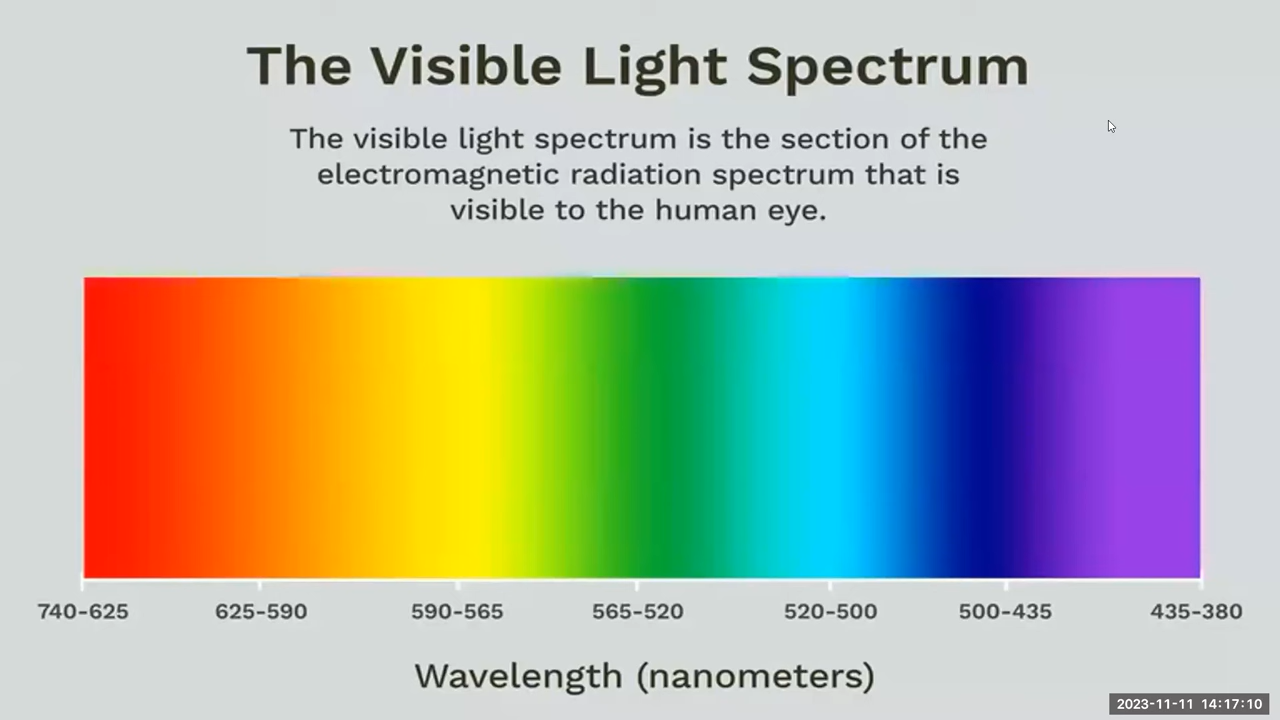 The Visible Light Spectrum
The visible light spectrum is the section of the
electromagnetic radiation spectrum that is
visible to the human eye.
740-625 625-590 590-565 565-520 520-500 500-435 435-380
Wavelength (nanometers)
2023-11-11 14:17:10